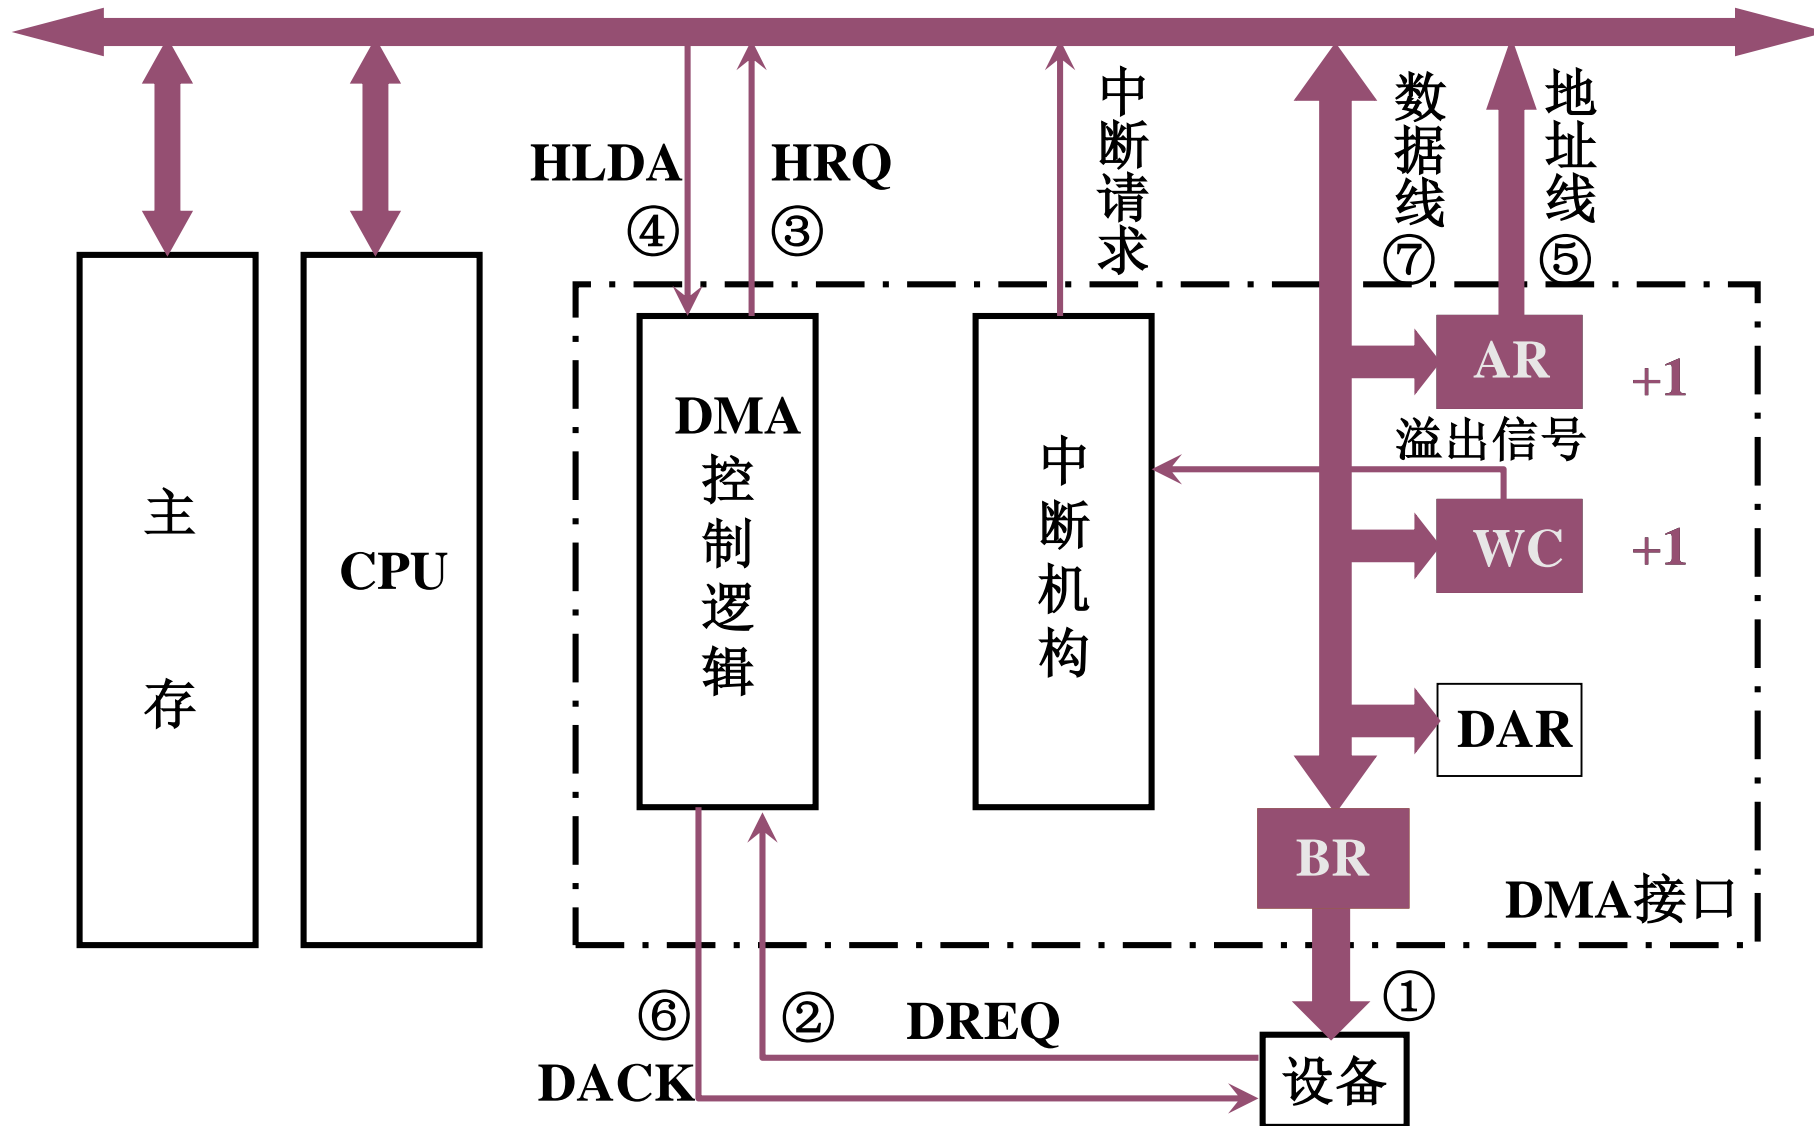 HLDA
④
HRQ
③
中断请求
数据线
⑦
地址线
⑤
主存
CPU
DMA
控制逻辑
中断机构
AR
+1
溢出信号
WC
+1
DAR
BR
DMA接口
⑥
②
DREQ
①
DACK
设备